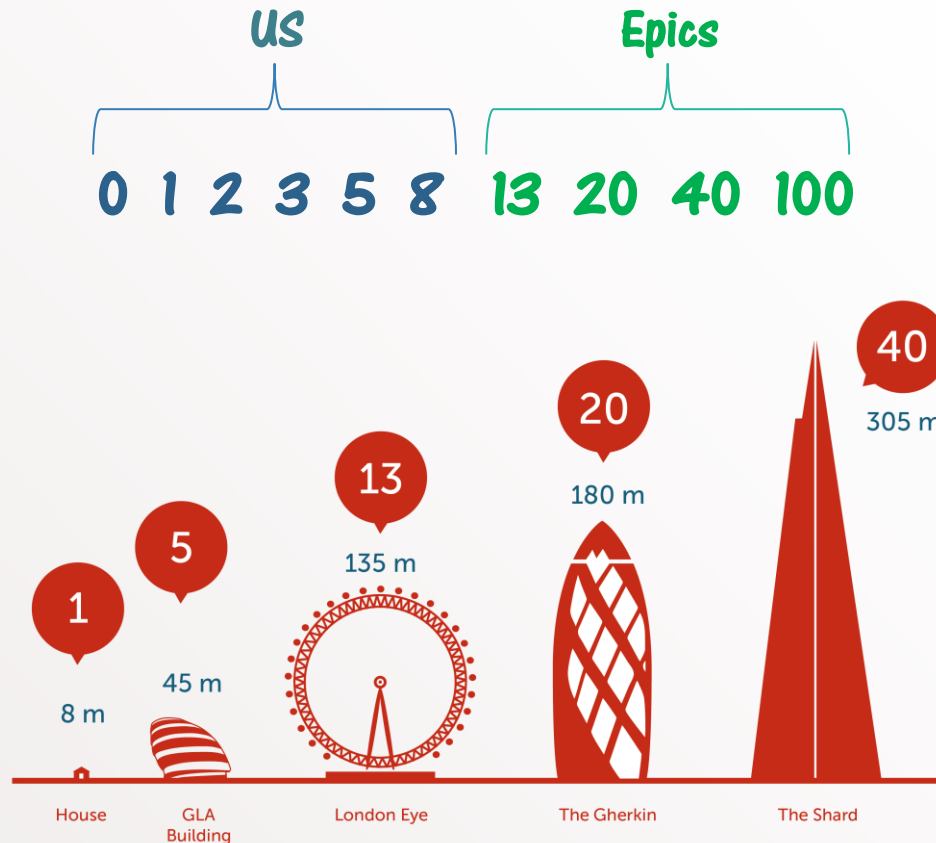 US Epics
0 1 2 3 5 8 13 20 40 100
40
305 m
20
180 m
13
135 m
5
45 m
1
8 m
House GLA Building London Eye The Gherkin The Shard